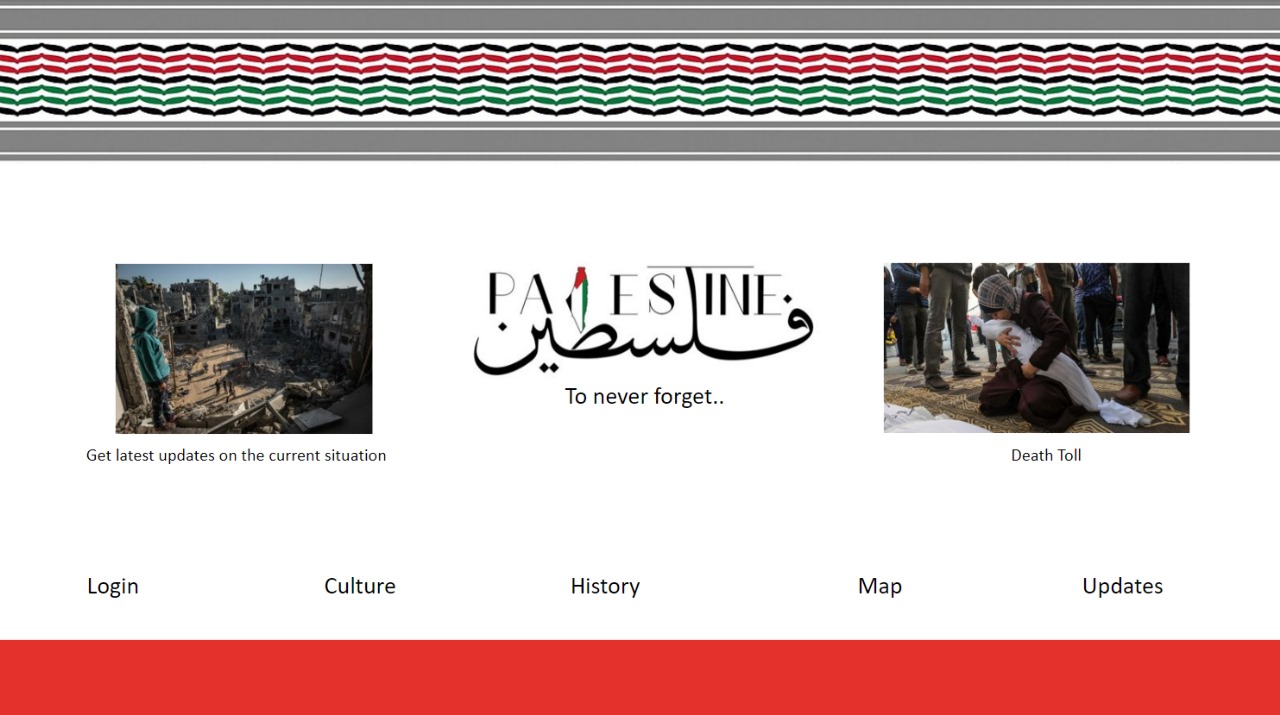 PALESTINE
فلسطين
To never forget..
Get latest updates on the current situation
Death Toll
Login
Culture
History
Map
Updates